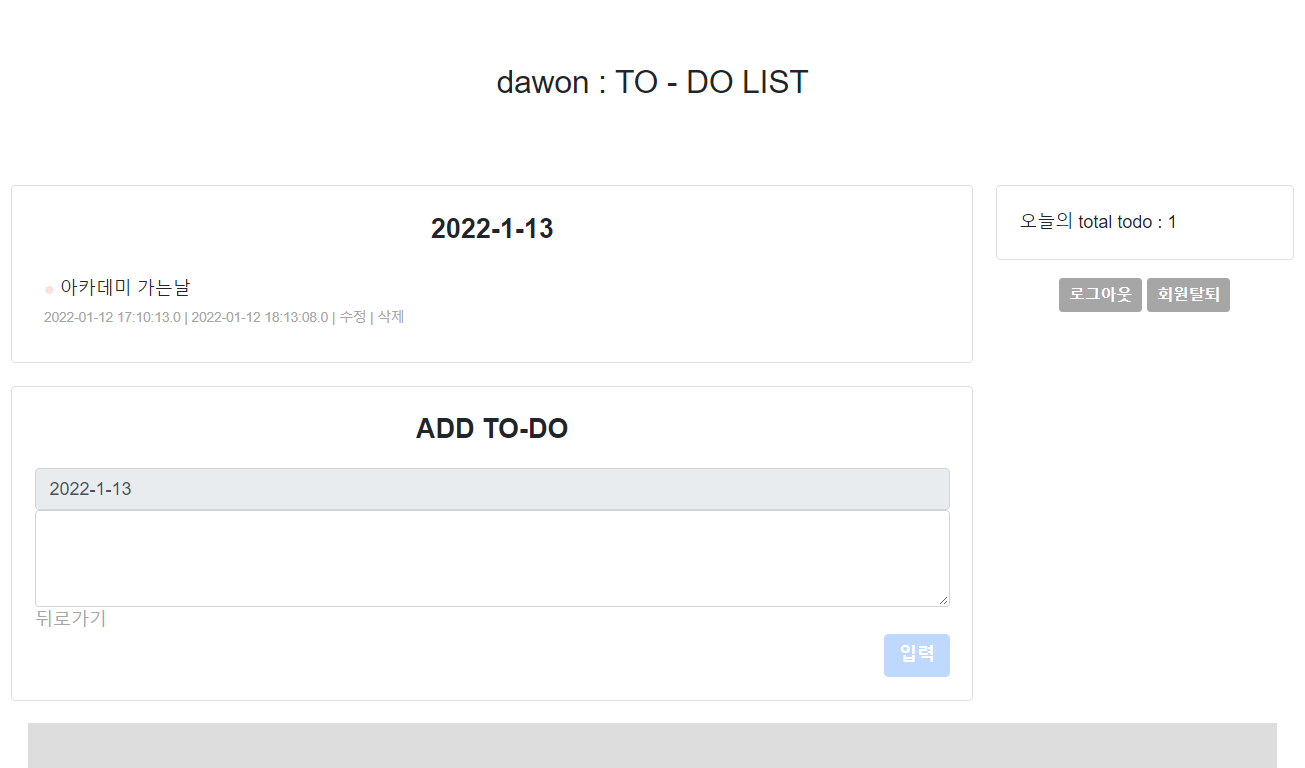 dawon : TO - DO LIST
2022-1-13
아카데미 가는날
2022-01-12 17:10:13.0 | 2022-01-12 18:13:08.0 | 수정 | 삭제
오늘의 total todo : 1
로그아웃 회원탈퇴
ADD TO-DO
2022-1-13
뒤로가기
입력